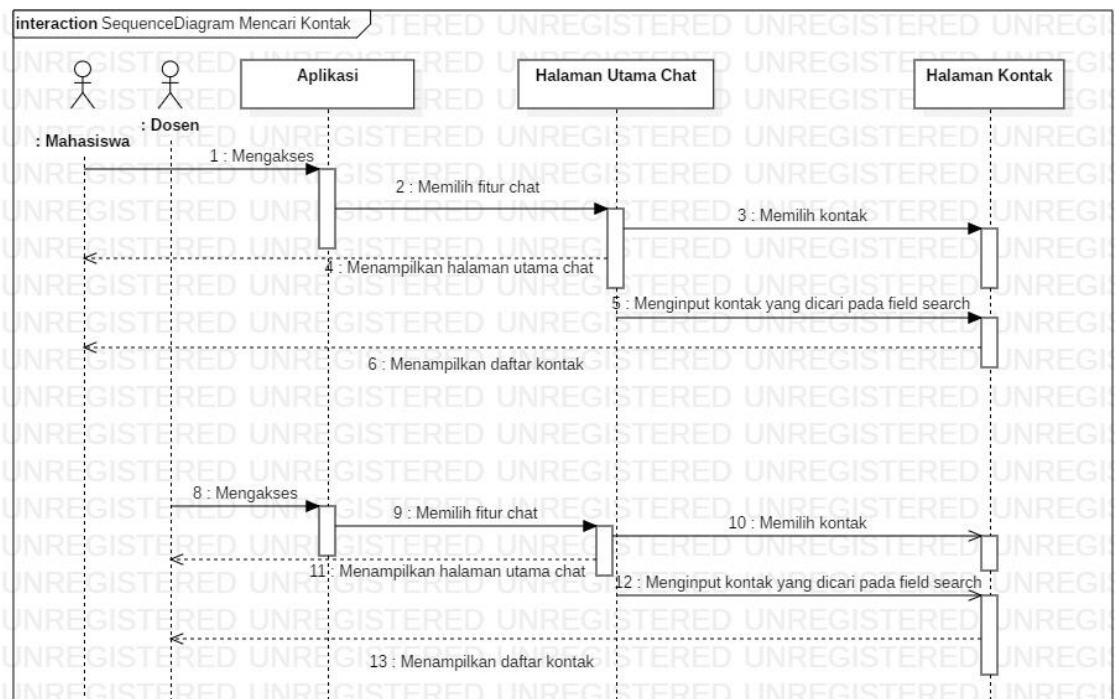 interaction SequenceDiagram Mencari Kontak
Aplikasi
Halaman Utama Chat
Halaman Kontak
: Dosen
: Mahasiswa
1 : Mengakses
2 : Memilih fitur chat
3 : Memilih kontak
4 : Menampilkan halaman utama chat
5 : Menginput kontak yang dicari pada field search
6 : Menampilkan daftar kontak
8 : Mengakses
9 : Memilih fitur chat
10 : Memilih kontak
11 : Menampilkan halaman utama chat
12 : Menginput kontak yang dicari pada field search
13 : Menampilkan daftar kontak
UNREGISTERED